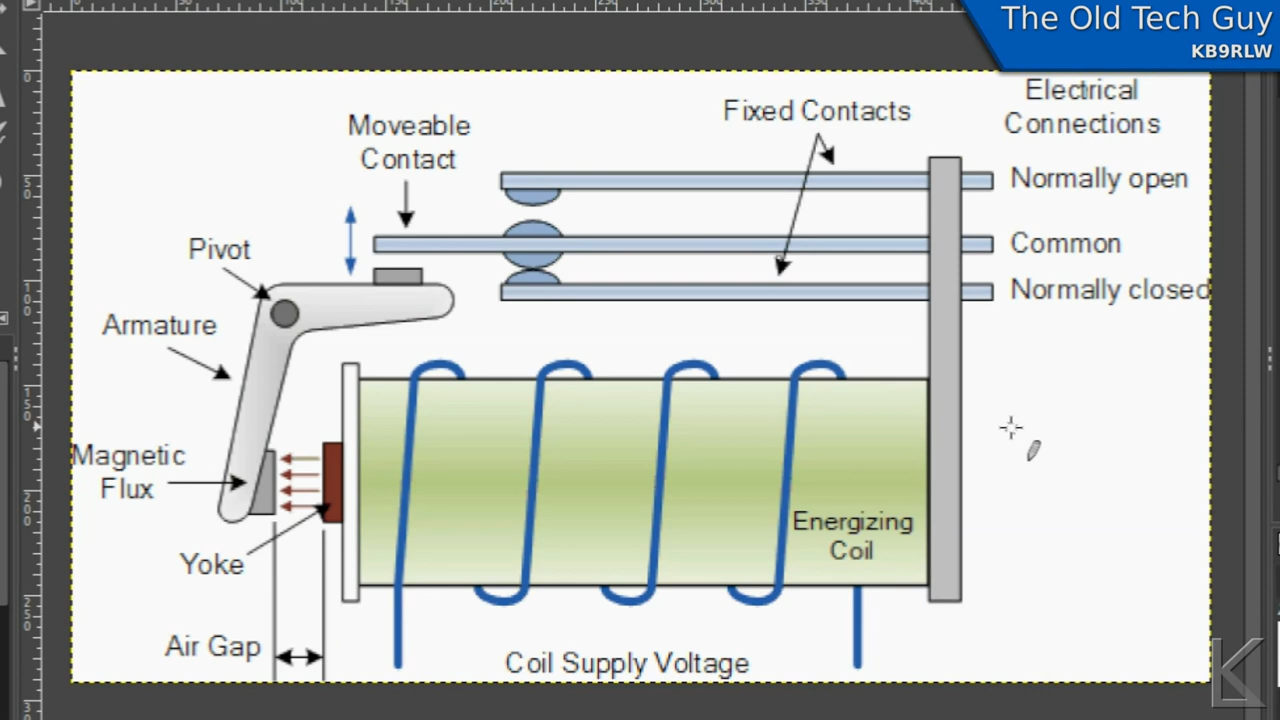 The Old Tech Guy
KB9RLW
Electrical
Connections
Fixed Contacts
Moveable
Contact
Normally open
Common
Normally closed
Pivot
Armature
Magnetic
Flux
Yoke
Energizing
Coil
Air Gap
Coil Supply Voltage